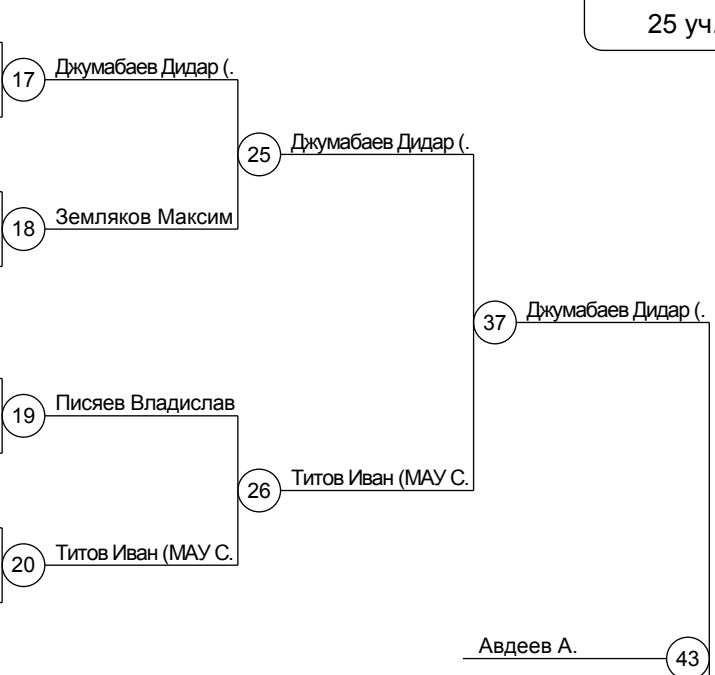 25 уч.
17 Джумабаев Дидар (.
25 Джумабаев Дидар (.
18 Земляков Максим
37 Джумабаев Дидар (.
19 Писяев Владислав
26 Титов Иван (МАУ С.
20 Титов Иван (МАУ С.
Авдеев А. 43